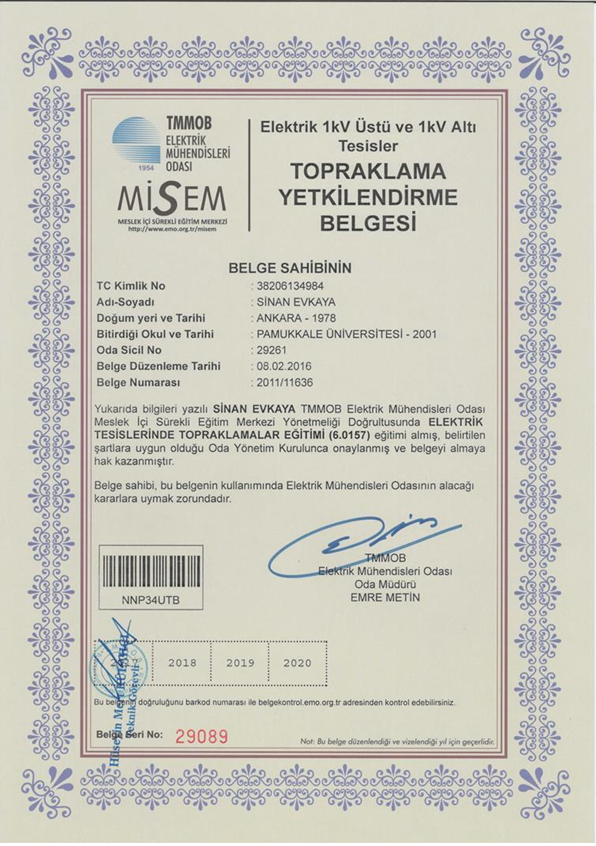 TMMOB
ELEKTRİK
MÜHENDİSLERİ
ODASI
1954
MİSEM
MESLEK İÇİ SÜREKLİ EĞİTİM MERKEZİ
http://www.emo.org.tr/misem
Elektrik 1kV Üstü ve 1kV Altı
Tesisler
TOPRAKLAMA
YETKİLENDİRME
BELGESİ
BELGE SAHİBİNİN
TC Kimlik No : 38206134984
Adı-Soyadı : SİNAN EVKAYA
Doğum yeri ve Tarihi : ANKARA - 1978
Bitirdiği Okul ve Tarihi : PAMUKKALE ÜNİVERSİTESİ - 2001
Oda Sicil No : 29261
Belge Düzenleme Tarihi : 08.02.2016
Belge Numarası : 2011/11636
Yukarıda bilgileri yazılı SİNAN EVKAYA TMMOB Elektrik Mühendisleri Odası
Meslek İçi Sürekli Eğitim Merkezi Yönetmeliği Doğrultusunda ELEKTRİK
TESİSLERİNDE TOPRAKLAMALAR EĞİTİMİ (6.0157) eğitimi almış, belirtilen
şartlara uygun olduğu Oda Yönetim Kurulunca onaylanmış ve belgeyi almaya
hak kazanmıştır.
Belge sahibi, bu belgenin kullanımında Elektrik Mühendisleri Odasının alacağı
kararlara uymak zorundadır.
TMMOB
Elektrik Mühendisleri Odası
Oda Müdürü
EMRE METİN
NNP34UTB
2018 2019 2020
Bu belgenin doğruluğunu barkod numarası ile belgekontrol.emo.org.tr adresinden kontrol edebilirsiniz.
Belge Seri No: 29089
Not: Bu belge düzenlendiği ve vizelendiği yıl için geçerlidir.
Hüseyin
Teknik Görevli